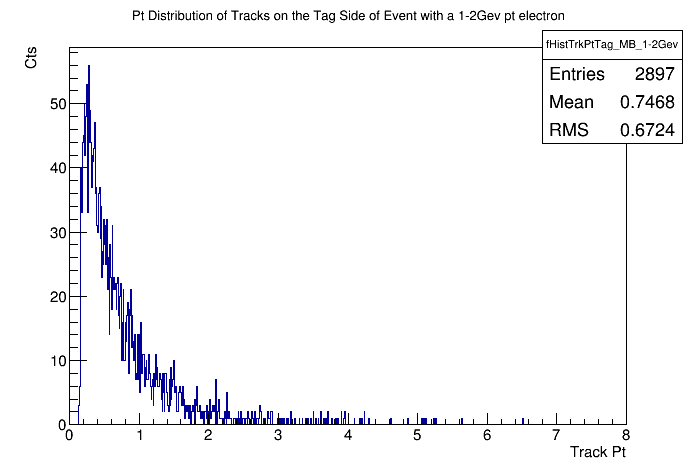 Pt Distribution of Tracks on the Tag Side of Event with a 1-2Gev pt electron
Cts
fHistTrkPtTag_MB_1-2Gev
Entries 2897
Mean 0.7468
RMS 0.6724
50
40
30
20
10
0
0 1 2 3 4 5 6 7 8
Track Pt